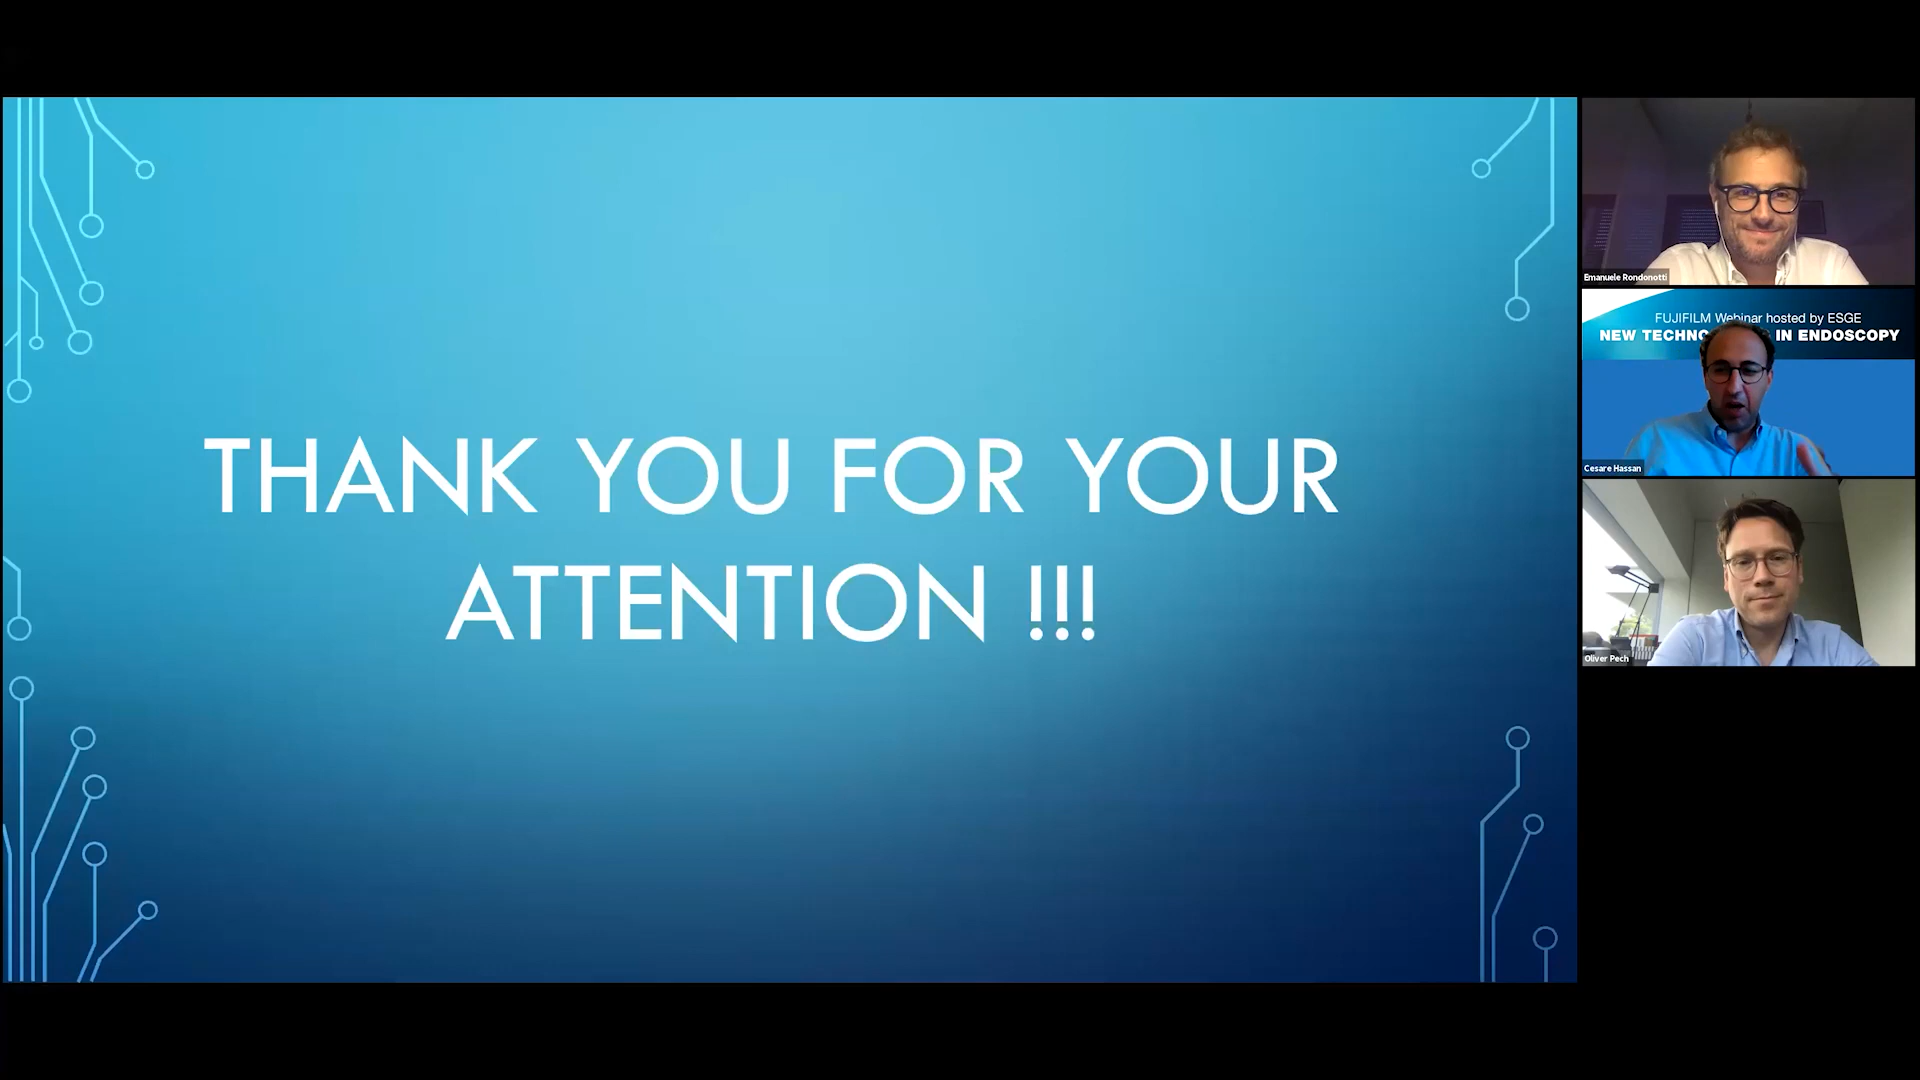 THANK YOU FOR YOUR
ATTENTION !!!
Emanuele Rondonotti
FUJIFILM Webinar hosted by ESGE
NEW TECHNO IN ENDOSCOPY
Cesare Hassan
Oliver Pech